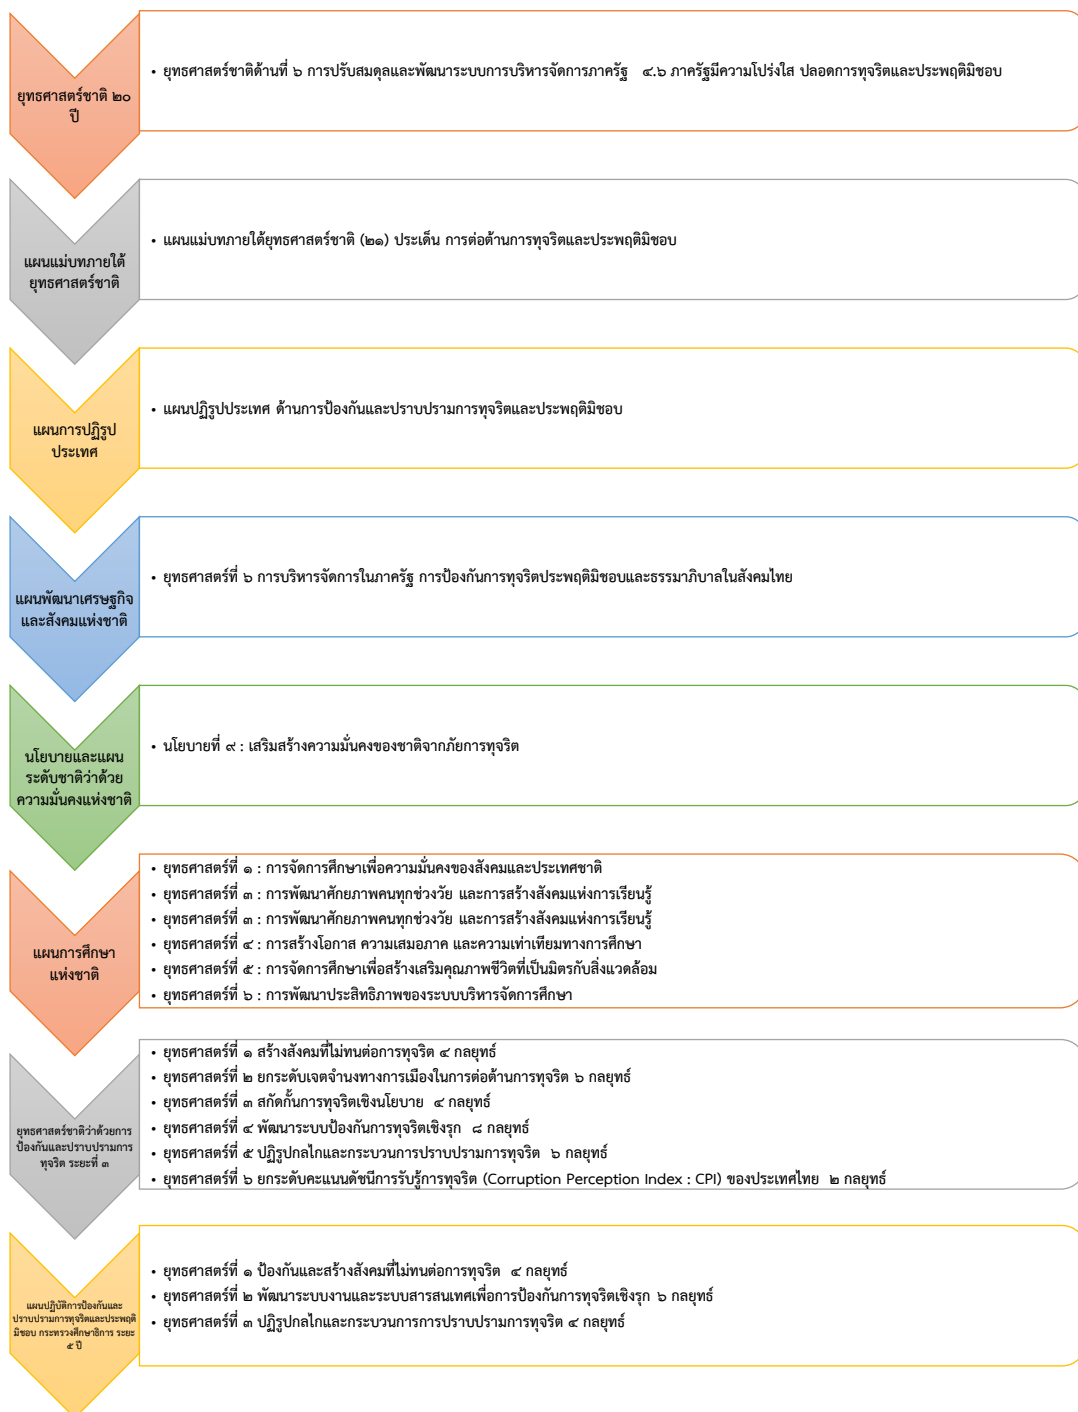 ยุทธศาสตร์ชาติ ๒๐
ปี
• ยุทธศาสตร์ชาติด้านที่ ๖ การปรับสมดุลและพัฒนาระบบการบริหารจัดการภาครัฐ ๔.๖ ภาครัฐมีความโปร่งใส ปลอดการทุจริตและประพฤติมิชอบ
แผนแม่บทภายใต้
ยุทธศาสตร์ชาติ
• แผนแม่บทภายใต้ยุทธศาสตร์ชาติ (๒๑) ประเด็น การต่อต้านการทุจริตและประพฤติมิชอบ
แผนการปฏิรูป
ประเทศ
• แผนปฏิรูปประเทศ ด้านการป้องกันและปราบปรามการทุจริตและประพฤติมิชอบ
แผนพัฒนาเศรษฐกิจ
และสังคมแห่งชาติ
• ยุทธศาสตร์ที่ ๖ การบริหารจัดการในภาครัฐ การป้องกันการทุจริตประพฤติมิชอบและธรรมาภิบาลในสังคมไทย
นโยบายและแผน
ระดับชาติว่าด้วย
ความมั่นคงแห่งชาติ
• นโยบายที่ ๙ : เสริมสร้างความมั่นคงของชาติจากภัยการทุจริต
แผนการศึกษา
แห่งชาติ
• ยุทธศาสตร์ที่ ๑ : การจัดการศึกษาเพื่อความมั่นคงของสังคมและประเทศชาติ
• ยุทธศาสตร์ที่ ๓ : การพัฒนาศักยภาพคนทุกช่วงวัย และการสร้างสังคมแห่งการเรียนรู้
• ยุทธศาสตร์ที่ ๓ : การพัฒนาศักยภาพคนทุกช่วงวัย และการสร้างสังคมแห่งการเรียนรู้
• ยุทธศาสตร์ที่ ๔ : การสร้างโอกาส ความเสมอภาค และความเท่าเทียมทางการศึกษา
• ยุทธศาสตร์ที่ ๕ : การจัดการศึกษาเพื่อสร้างเสริมคุณภาพชีวิตที่เป็นมิตรกับสิ่งแวดล้อม
• ยุทธศาสตร์ที่ ๖ : การพัฒนาประสิทธิภาพของระบบบริหารจัดการศึกษา
ยุทธศาสตร์ชาติว่าด้วยการ
ป้องกันและปราบปรามการ
ทุจริต ระยะที่ ๓
• ยุทธศาสตร์ที่ ๑ สร้างสังคมที่ไม่ทนต่อการทุจริต ๔ กลยุทธ์
• ยุทธศาสตร์ที่ ๒ ยกระดับเจตจำนงทางการเมืองในการต่อต้านการทุจริต ๖ กลยุทธ์
• ยุทธศาสตร์ที่ ๓ สกัดกั้นการทุจริตเชิงนโยบาย ๔ กลยุทธ์
• ยุทธศาสตร์ที่ ๔ พัฒนาระบบป้องกันการทุจริตเชิงรุก ๘ กลยุทธ์
• ยุทธศาสตร์ที่ ๕ ปฏิรูปกลไกและกระบวนการปราบปรามการทุจริต ๖ กลยุทธ์
• ยุทธศาสตร์ที่ ๖ ยกระดับคะแนนดัชนีการรับรู้การทุจริต (Corruption Perception Index : CPI) ของประเทศไทย ๒ กลยุทธ์
แผนปฏิบัติการป้องกันและ
ปราบปรามการทุจริตและประพฤติ
มิชอบ กระทรวงศึกษาธิการ ระยะ
๕ ปี
• ยุทธศาสตร์ที่ ๑ ป้องกันและสร้างสังคมที่ไม่ทนต่อการทุจริต ๔ กลยุทธ์
• ยุทธศาสตร์ที่ ๒ พัฒนาระบบงานและระบบสารสนเทศเพื่อการป้องกันการทุจริตเชิงรุก ๖ กลยุทธ์
• ยุทธศาสตร์ที่ ๓ ปฏิรูปกลไกและกระบวนการการปราบปรามการทุจริต ๔ กลยุทธ์